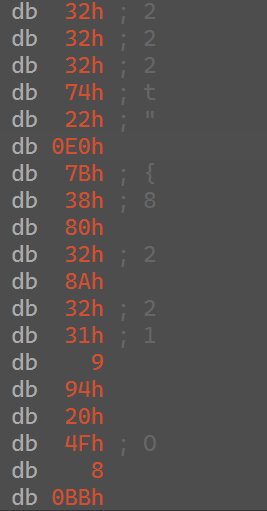 db 32h ; 2
db 32h ; 2
db 32h ; 2
db 74h ; t
db 22h ; "
db 0E0h
db 7Bh ; {
db 38h ; 8
db 80h
db 32h ; 2
db 8Ah
db 32h ; 2
db 31h ; 1
db 9
db 94h
db 20h
db 4Fh ; O
db 8
db 0BBh